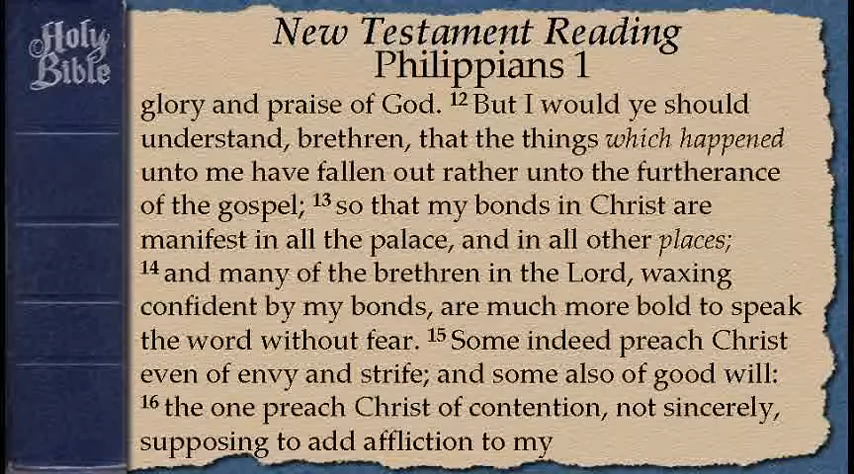 Holy
Bible
New Testament Reading
Philippians 1
glory and praise of God. 12 But I would ye should
understand, brethren, that the things which happened
unto me have fallen out rather unto the furtherance
of the gospel; 13 so that my bonds in Christ are
manifest in all the palace, and in all other places;
14 and many of the brethren in the Lord, waxing
confident by my bonds, are much more bold to speak
the word without fear. 15 Some indeed preach Christ
even of envy and strife; and some also of good will:
16 the one preach Christ of contention, not sincerely,
supposing to add affliction to my